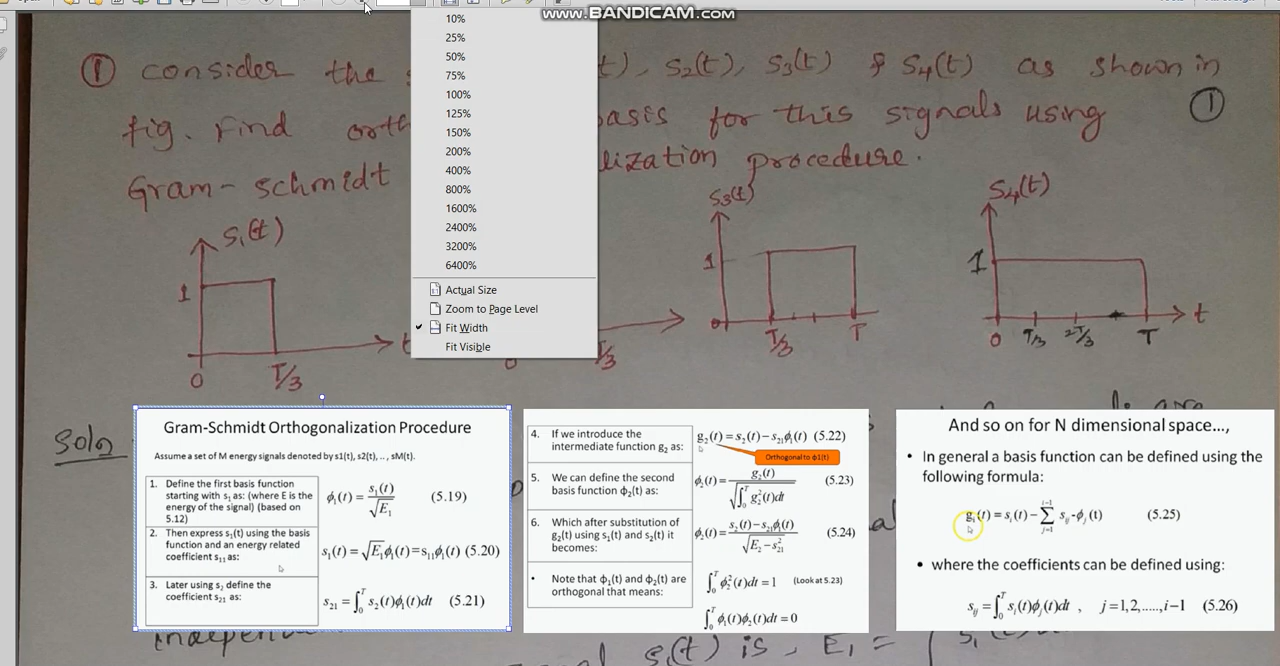 www.BANDICAM.com
10%
25%
50%
75%
100%
125%
150%
200%
400%
800%
1600%
2400%
3200%
6400%
Actual Size
Zoom to Page Level
Fit Width
Fit Visible
① Consider the t), S2(t), S3(t) & S4(t) as shown in
fig. Find orth basis for this signals using ①
Gram-Schmidt lization procedure.
S1(t)
1
0 T/3 t
0 T/3
S3(t)
1
0 T/3 T
S4(t)
1
0 T/3 2T/3 T t
Soln
Gram-Schmidt Orthogonalization Procedure
Assume a set of M energy signals denoted by s1(t), s2(t), .., sM(t).
1. Define the first basis function
starting with s1 as: (where E is the
energy of the signal) (based on
5.12)
ϕ1(t) = s1(t)/√E1 (5.19)
2. Then express s1(t) using the basis
function and an energy related
coefficient s11 as:
s1(t) = √E1ϕ1(t) = s11ϕ1(t) (5.20)
3. Later using s2 define the
coefficient s21 as:
s21 = ∫0^T s2(t)ϕ1(t)dt (5.21)
4. If we introduce the
intermediate function g2 as:
g2(t) = s2(t) − s21ϕ1(t) (5.22)
Orthogonal to ϕ1(t)
5. We can define the second
basis function ϕ2(t) as:
ϕ2(t) = g2(t)/√(∫0^T g2²(t)dt) (5.23)
6. Which after substitution of
g2(t) using s1(t) and s2(t) it
becomes:
ϕ2(t) = (s2(t) − s21ϕ1(t))/√(E2 − s21²) (5.24)
• Note that ϕ1(t) and ϕ2(t) are
orthogonal that means:
∫0^T ϕ2²(t)dt = 1 (Look at 5.23)
∫0^T ϕ1(t)ϕ2(t)dt = 0
And so on for N dimensional space...,
• In general a basis function can be defined using the
following formula:
gi(t) = si(t) − ∑j=1^i−1 sij -ϕj (t) (5.25)
• where the coefficients can be defined using:
sij = ∫0^T si(t)ϕj(t)dt , j = 1,2,.....,i−1 (5.26)
independe
S1(t) is, E1 = ∫